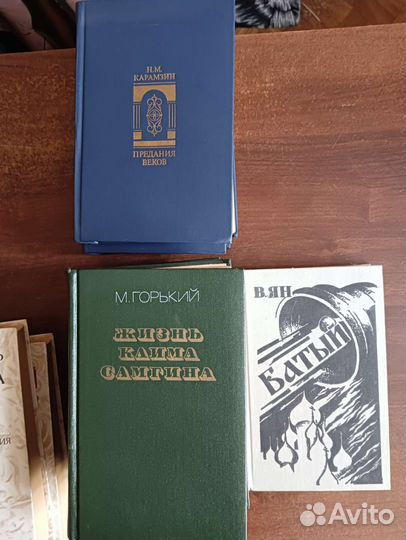 Н.М.
КАРАМЗИН
ПРЕДАНИЯ
ВЕКОВ
М. ГОРЬКИЙ
ЖИЗНЬ
КЛИМА
САМГИНА
В.ЯН
БАТЫЙ
Avito